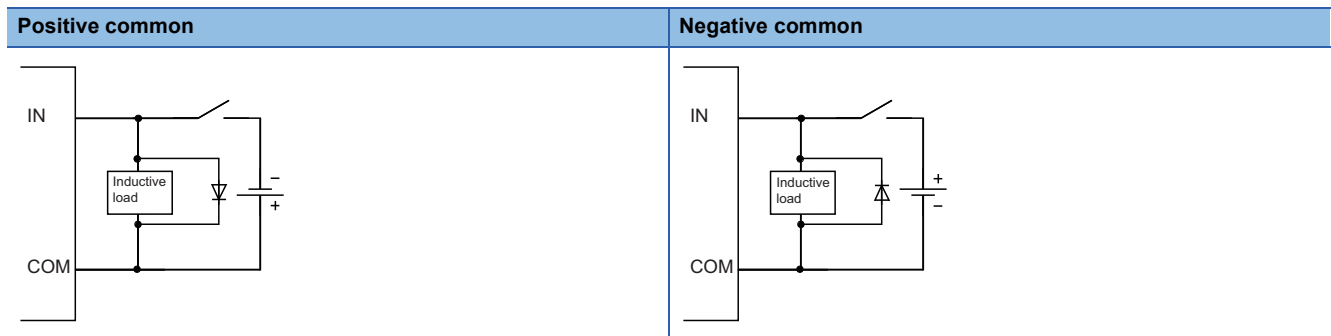 Positive common
Negative common
IN
Inductive
load
−
+
COM
IN
Inductive
load
+
−
COM